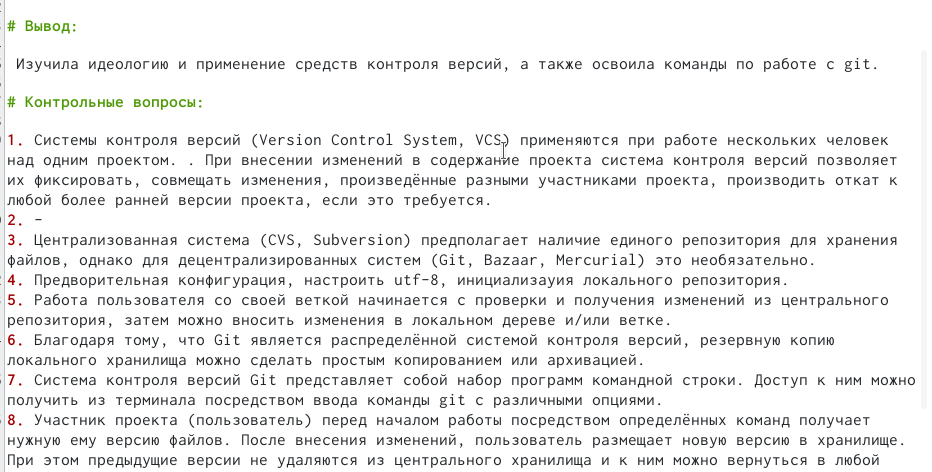 # Вывод:
Изучила идеологию и применение средств контроля версий, а также освоила команды по работе с git.
# Контрольные вопросы:
1. Системы контроля версий (Version Control System, VCS) применяются при работе нескольких человек
над одним проектом. . При внесении изменений в содержание проекта система контроля версий позволяет
их фиксировать, совмещать изменения, произведённые разными участниками проекта, производить откат к
любой более ранней версии проекта, если это требуется.
2. -
3. Централизованная система (CVS, Subversion) предполагает наличие единого репозитория для хранения
файлов, однако для децентрализированных систем (Git, Bazaar, Mercurial) это необязательно.
4. Предворительная конфигурация, настроить utf-8, инициализауия локального репозитория.
5. Работа пользователя со своей веткой начинается с проверки и получения изменений из центрального
репозитория, затем можно вносить изменения в локальном дереве и/или ветке.
6. Благодаря тому, что Git является распределённой системой контроля версий, резервную копию
локального хранилища можно сделать простым копированием или архивацией.
7. Система контроля версий Git представляет собой набор программ командной строки. Доступ к ним можно
получить из терминала посредством ввода команды git с различными опциями.
8. Участник проекта (пользователь) перед началом работы посредством определённых команд получает
нужную ему версию файлов. После внесения изменений, пользователь размещает новую версию в хранилище.
При этом предыдущие версии не удаляются из центрального хранилища и к ним можно вернуться в любой